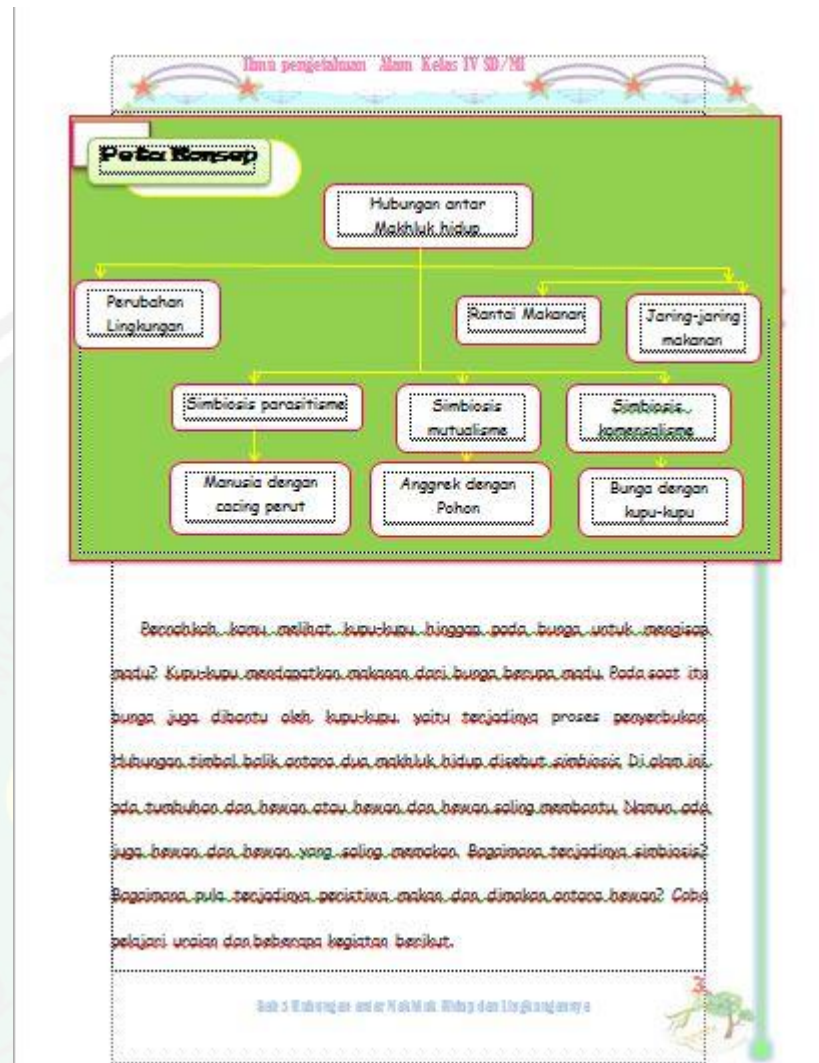 Ilmu pengetahuan Alam Kelas IV SD/MI
Peta Konsep
Hubungan antar
Makhluk hidup
Perubahan
Lingkungan
Rantai Makanan
Jaring-jaring
makanan
Simbiosis parasitisme
Simbiosis
mutualisme
Simbiosis
komensalisme
Manusia dengan
cacing perut
Anggrek dengan
Pohon
Bunga dengan
kupu-kupu
Pernahkah kamu melihat kupu-kupu hinggap pada bunga untuk mengisap
madu? Kupu-kupu mendapatkan makanan dari bunga berupa madu. Pada saat itu
bunga juga dibantu oleh kupu-kupu yaitu terjadinya proses penyerbukan.
Hubungan timbal balik antara dua makhluk hidup disebut simbiosis. Di alam ini,
ada tumbuhan dan hewan atau hewan dan hewan saling membantu. Namun, ada
juga hewan dan hewan yang saling memakan. Bagaimana terjadinya simbiosis?
Bagaimana pula terjadinya peristiwa makan dan dimakan antara hewan? Coba
pelajari uraian dan beberapa kegiatan berikut.
3
Bab 5 Hubungan antar Makhluk Hidup dan Lingkungannya